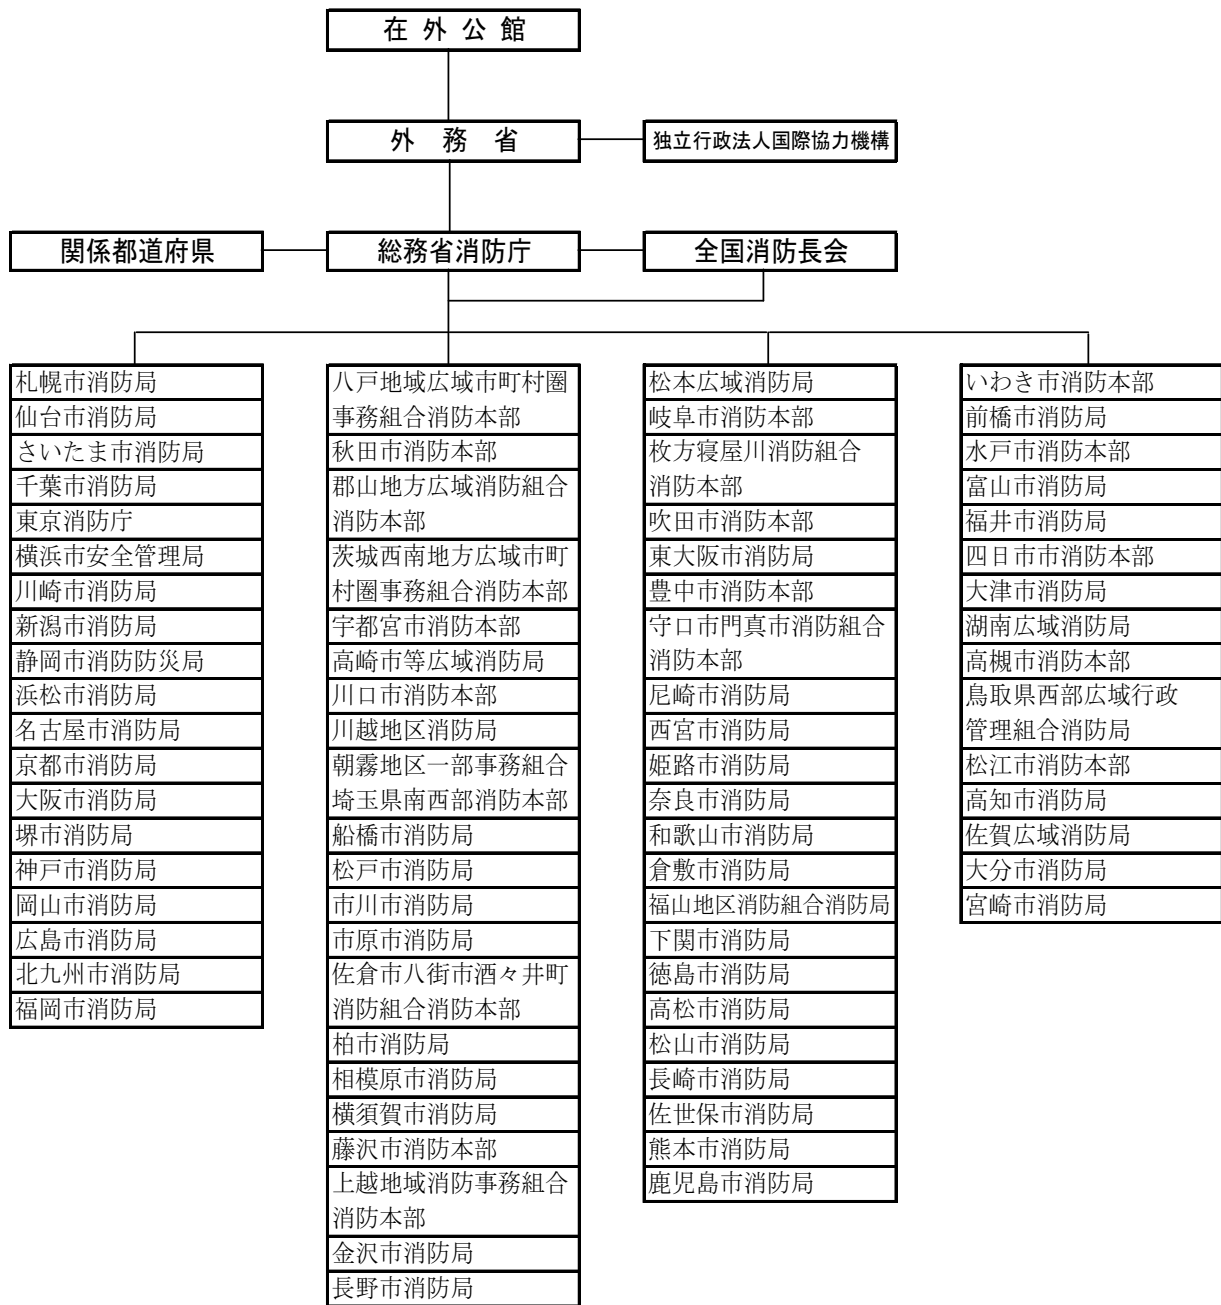 在外公館
外務省
独立行政法人国際協力機構
関係都道府県
総務省消防庁
全国消防長会
札幌市消防局
仙台市消防局
さいたま市消防局
千葉市消防局
東京消防庁
横浜市安全管理局
川崎市消防局
新潟市消防局
静岡市消防防災局
浜松市消防局
名古屋市消防局
京都市消防局
大阪市消防局
堺市消防局
神戸市消防局
岡山市消防局
広島市消防局
北九州市消防局
福岡市消防局
八戸地域広域市町村圏
事務組合消防本部
秋田市消防本部
郡山地方広域消防組合
消防本部
茨城西南地方広域市町
村圏事務組合消防本部
宇都宮市消防本部
高崎市等広域消防局
川口市消防本部
川越地区消防局
朝霧地区一部事務組合
埼玉県南西部消防本部
船橋市消防局
松戸市消防局
市川市消防局
市原市消防局
佐倉市八街市酒々井町
消防組合消防本部
柏市消防局
相模原市消防局
横須賀市消防局
藤沢市消防本部
上越地域消防事務組合
消防本部
金沢市消防局
長野市消防局
松本広域消防局
岐阜市消防本部
枚方寝屋川消防組合
消防本部
吹田市消防本部
東大阪市消防局
豊中市消防本部
守口市門真市消防組合
消防本部
尼崎市消防局
西宮市消防局
姫路市消防局
奈良市消防局
和歌山市消防局
倉敷市消防局
福山地区消防組合消防局
下関市消防局
徳島市消防局
高松市消防局
松山市消防局
長崎市消防局
佐世保市消防局
熊本市消防局
鹿児島市消防局
いわき市消防本部
前橋市消防局
水戸市消防本部
富山市消防局
福井市消防局
四日市市消防本部
大津市消防局
湖南広域消防局
高槻市消防本部
鳥取県西部広域行政
管理組合消防局
松江市消防本部
高知市消防局
佐賀広域消防局
大分市消防局
宮崎市消防局